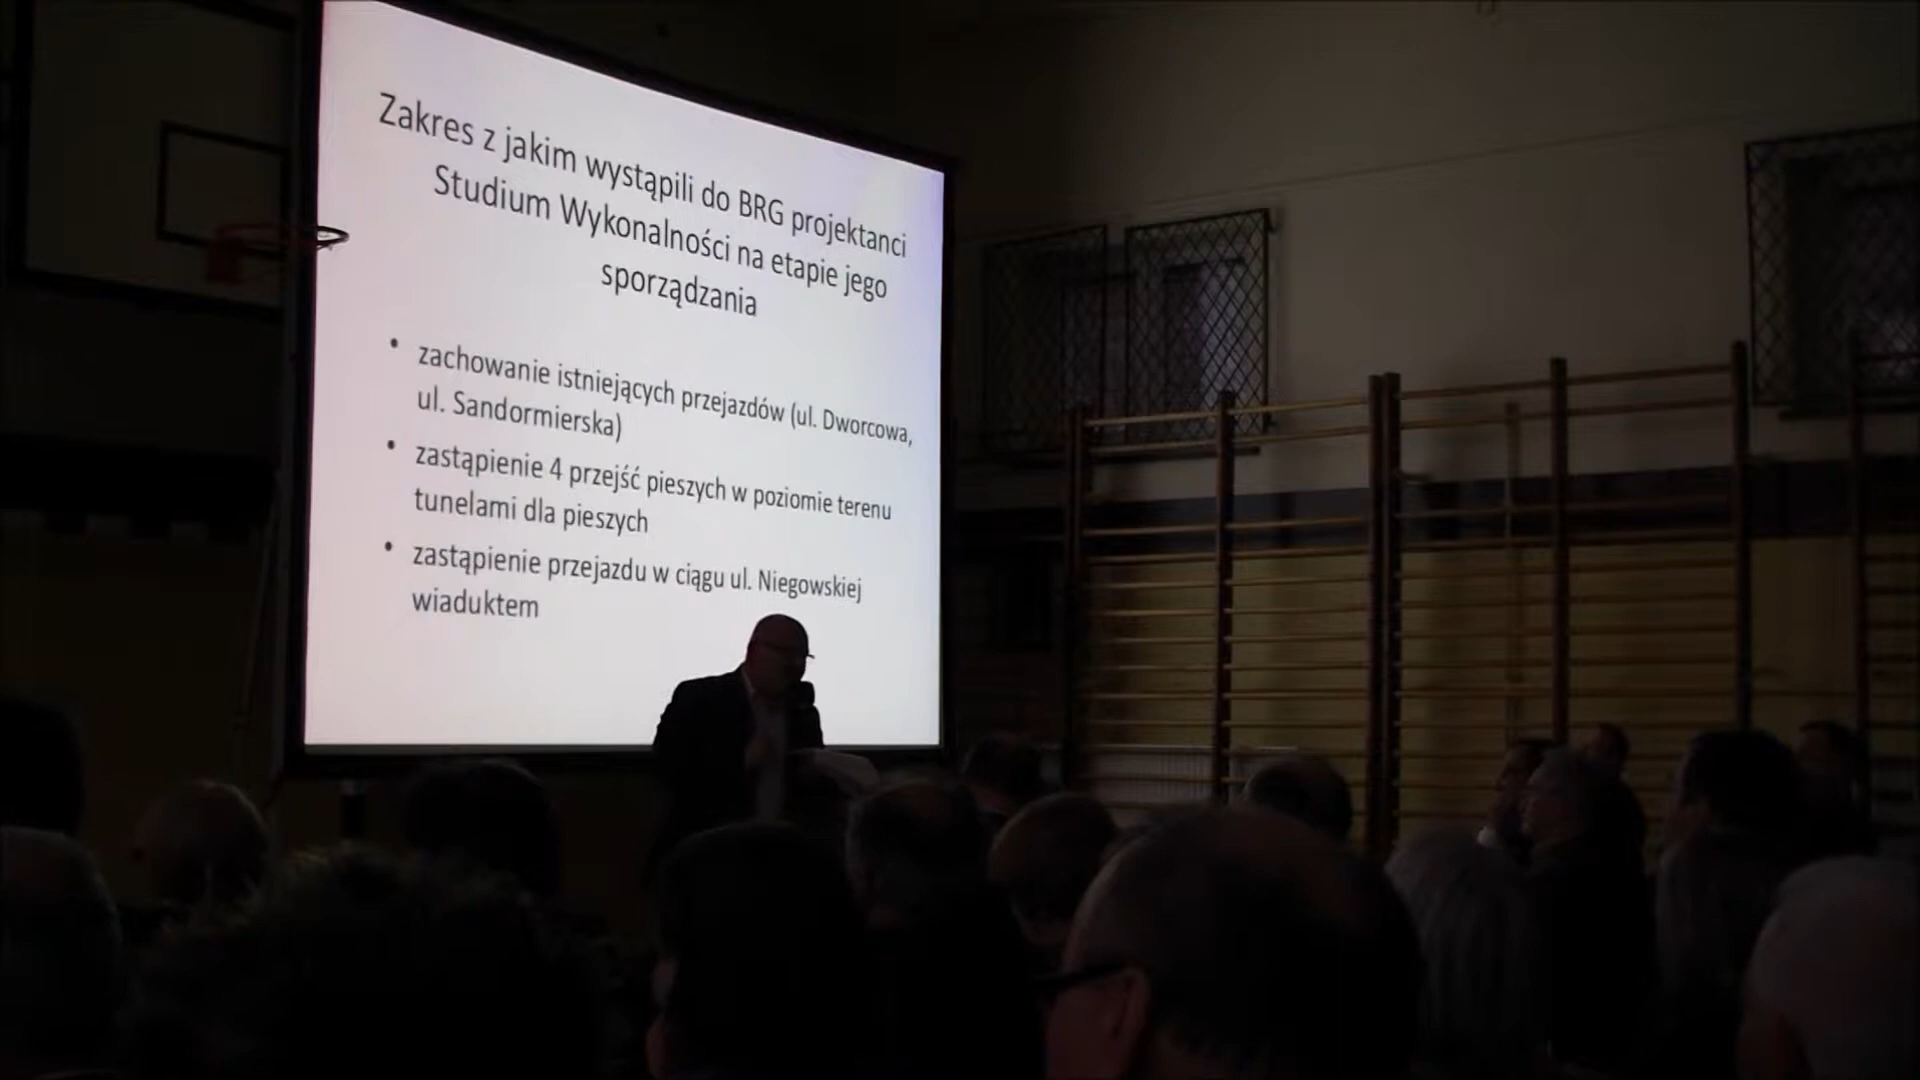 Zakres z jakim wystąpili do BRG projektanci
Studium Wykonalności na etapie jego
sporządzania
• zachowanie istniejących przejazdów (ul. Dworcowa,
ul. Sandormierska)
• zastąpienie 4 przejść pieszych w poziomie terenu
tunelami dla pieszych
• zastąpienie przejazdu w ciągu ul. Niegowskiej
wiaduktem